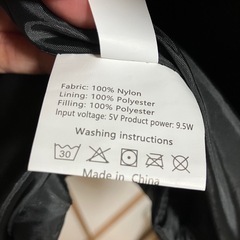 Fabric: 100% Nylon
Lining: 100% Polyester
Filling: 100% Polyester
Input voltage: 5V Product power: 9.5W
Washing instructions
30
Made in China